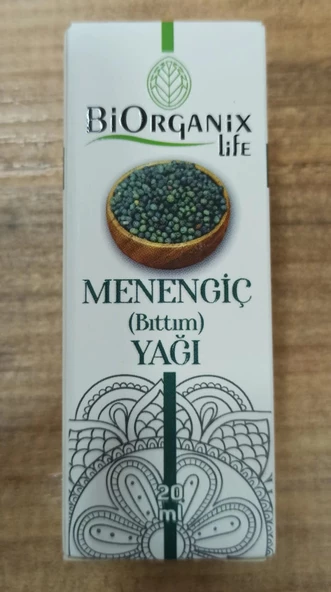 BiORGANiX
life
MENENGİÇ
(Bıttım)
YAĞI
20
ml